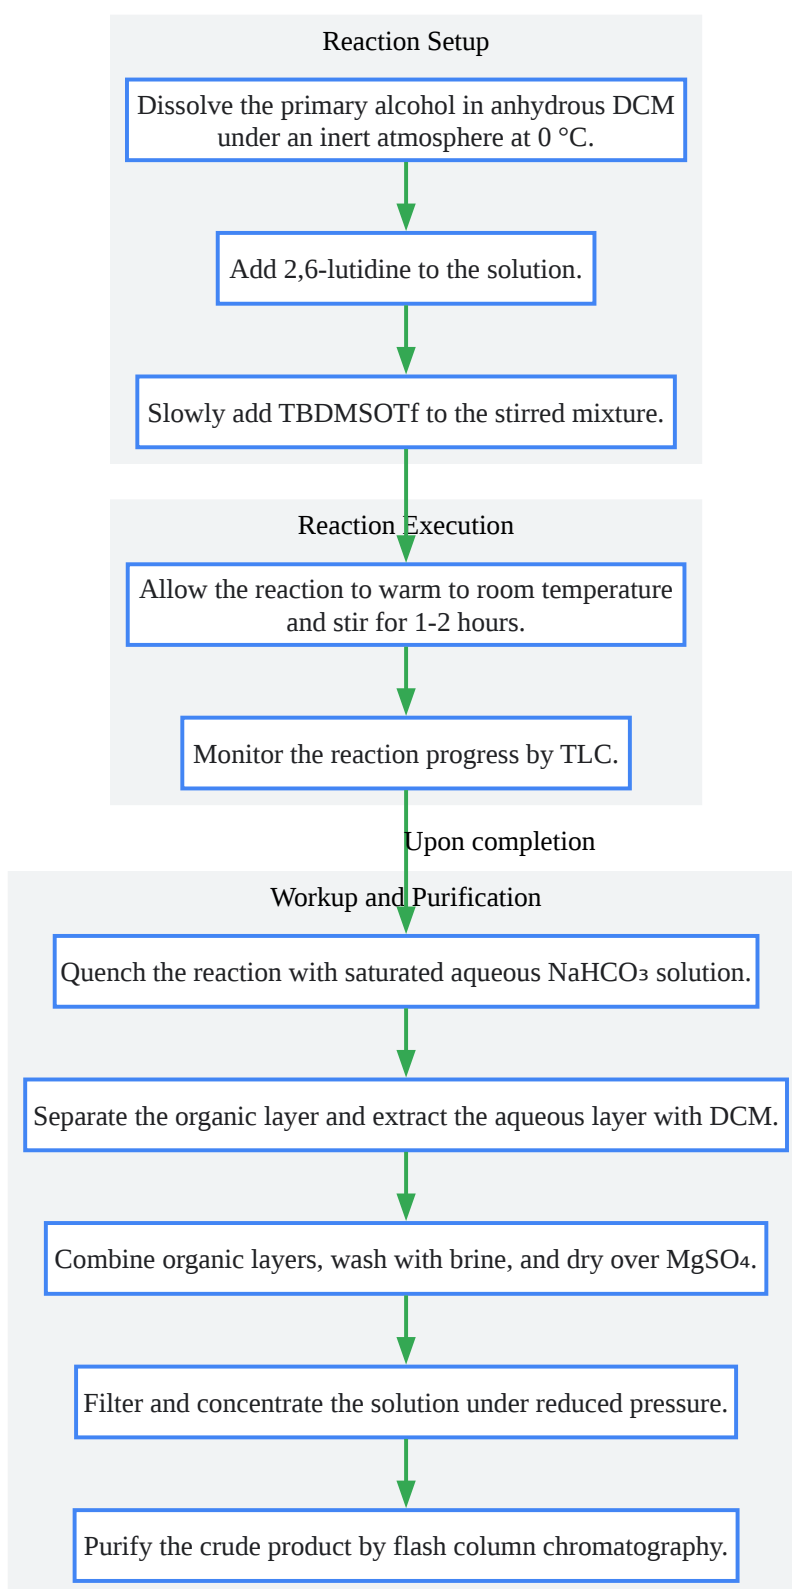 Reaction Setup
Dissolve the primary alcohol in anhydrous DCM
under an inert atmosphere at 0 °C.
Add 2,6-lutidine to the solution.
Slowly add TBDMSOTf to the stirred mixture.
Reaction Execution
Allow the reaction to warm to room temperature
and stir for 1-2 hours.
Monitor the reaction progress by TLC.
Upon completion
Workup and Purification
Quench the reaction with saturated aqueous NaHCO₃ solution.
Separate the organic layer and extract the aqueous layer with DCM.
Combine organic layers, wash with brine, and dry over MgSO₄.
Filter and concentrate the solution under reduced pressure.
Purify the crude product by flash column chromatography.